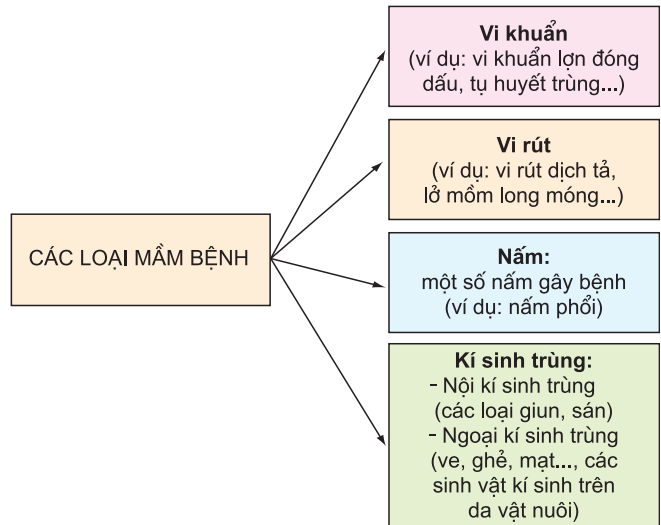 CÁC LOẠI MẦM BỆNH
Vi khuẩn
(ví dụ: vi khuẩn lợn đóng
dấu, tụ huyết trùng...)
Vi rút
(ví dụ: vi rút dịch tả,
lở mồm long móng...)
Nấm:
một số nấm gây bệnh
(ví dụ: nấm phổi)
Kí sinh trùng:
- Nội kí sinh trùng
(các loại giun, sán)
- Ngoại kí sinh trùng
(ve, ghẻ, mạt..., các
sinh vật kí sinh trên
da vật nuôi)